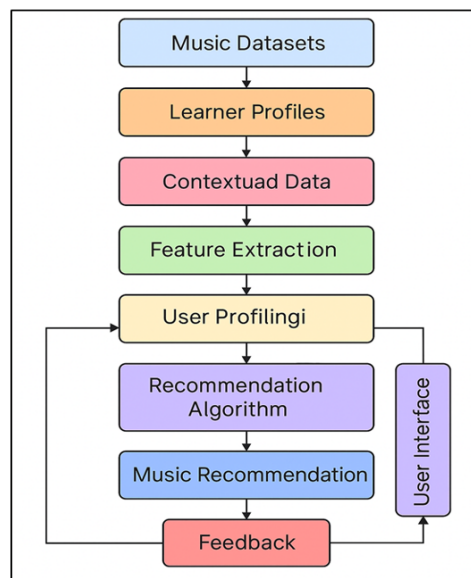 Music Datasets
Learner Profiles
Contextuad Data
Feature Extraction
User Profilingi
Recommendation
Algorithm
Music Recommendation
Feedback
User Interface